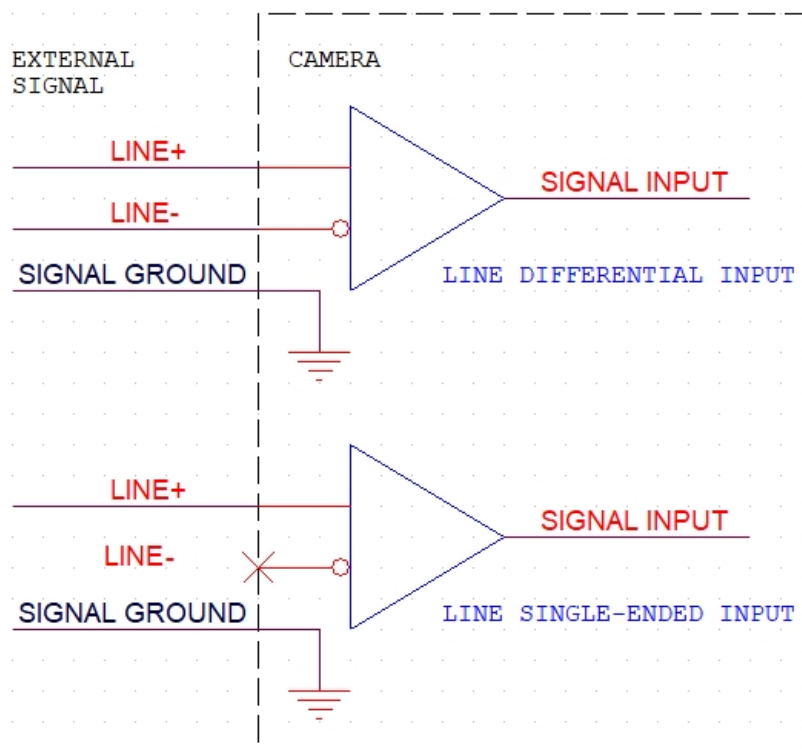 EXTERNAL
SIGNAL
CAMERA
LINE+
SIGNAL INPUT
LINE-
SIGNAL GROUND
LINE DIFFERENTIAL INPUT
LINE+
SIGNAL INPUT
LINE-
SIGNAL GROUND
LINE SINGLE-ENDED INPUT